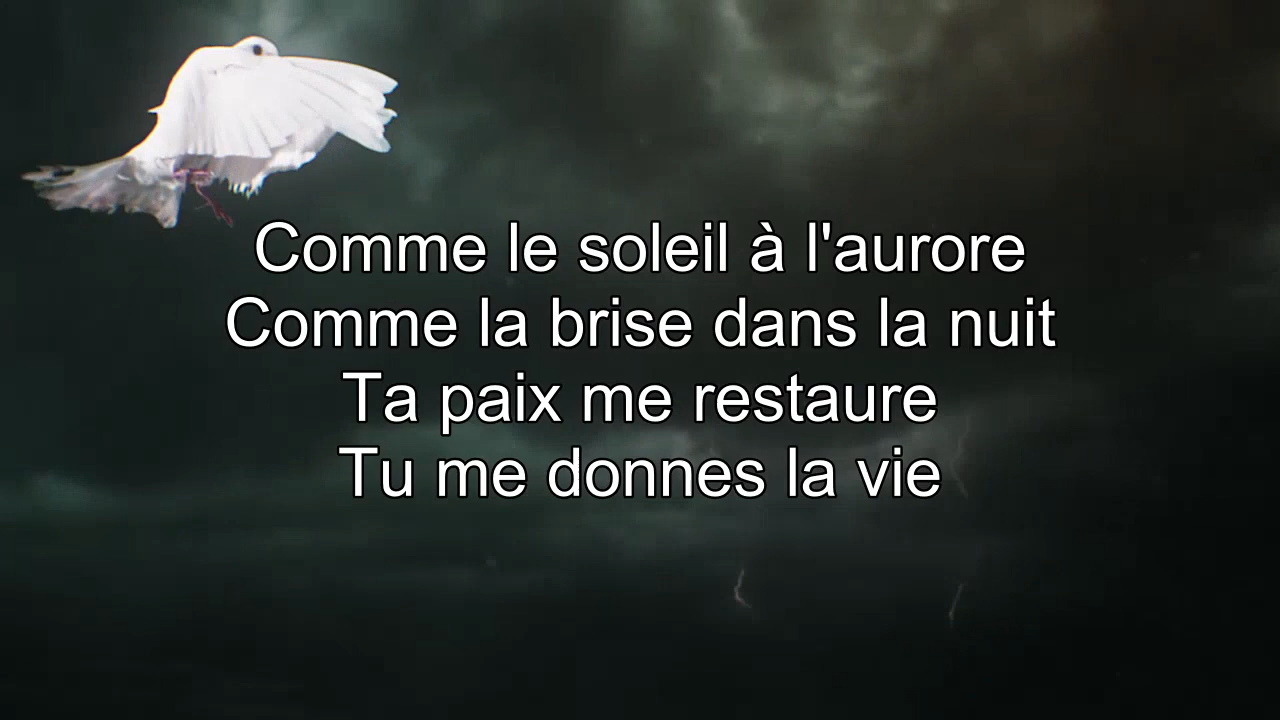 Comme le soleil à l'aurore
Comme la brise dans la nuit
Ta paix me restaure
Tu me donnes la vie